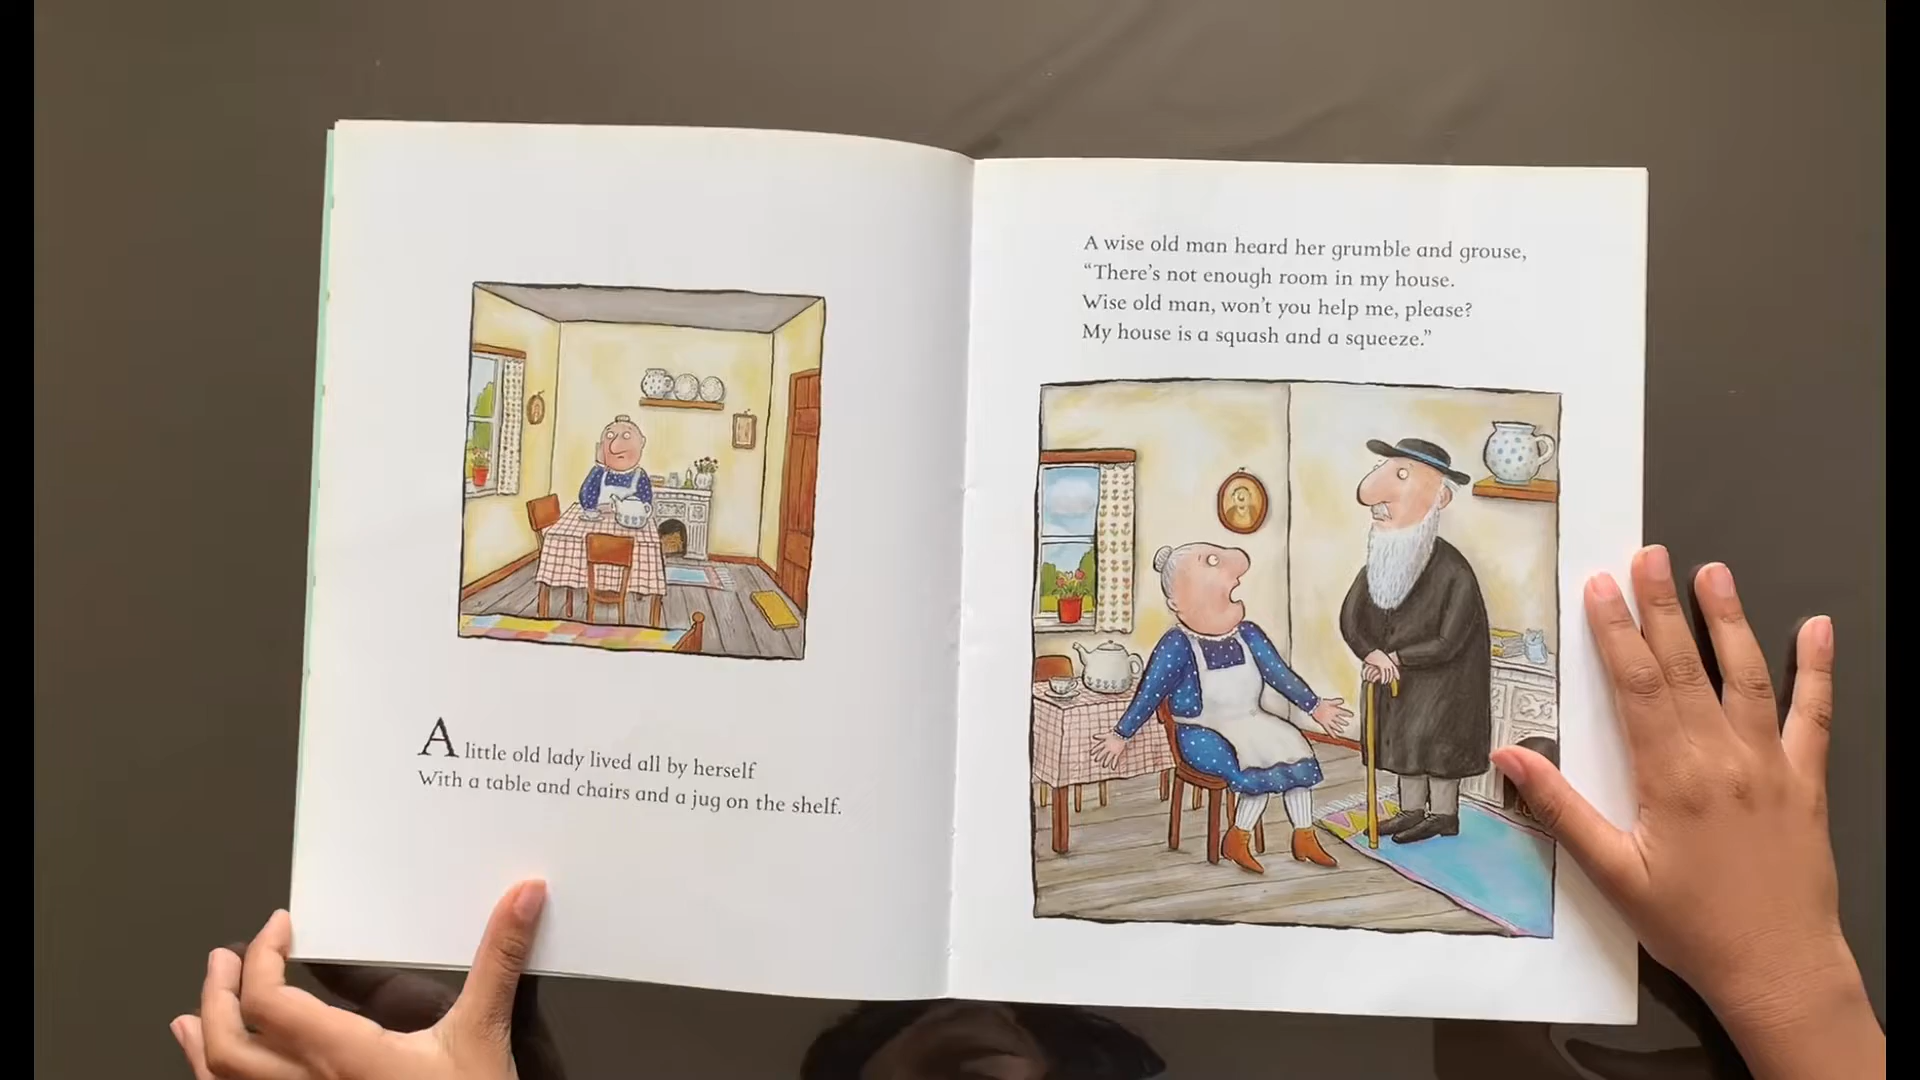 A little old lady lived all by herself
With a table and chairs and a jug on the shelf.
A wise old man heard her grumble and grouse,
“There’s not enough room in my house.
Wise old man, won’t you help me, please?
My house is a squash and a squeeze.”